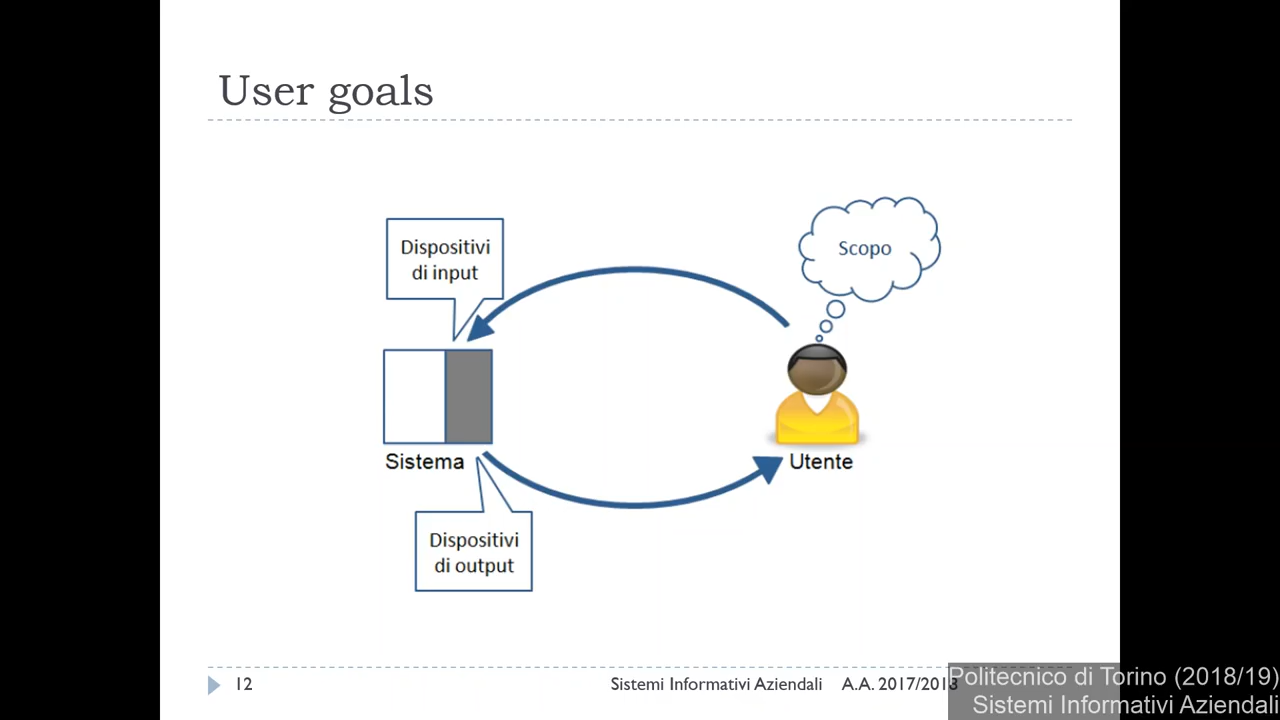 User goals
Dispositivi
di input
Scopo
Sistema
Utente
Dispositivi
di output
12
Sistemi Informativi Aziendali
A.A. 2017/2018
Politecnico di Torino (2018/19)
Sistemi Informativi Aziendali